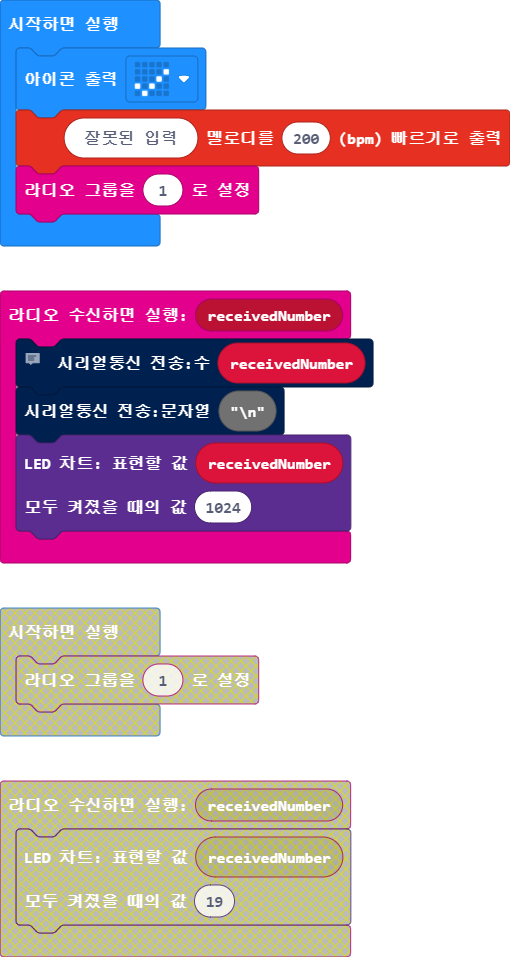 시작하면 실행
아이콘 출력
잘못된 입력 멜로디를 200 (bpm) 빠르기로 출력
라디오 그룹을 1 로 설정
라디오 수신하면 실행: receivedNumber
시리얼통신 전송:수 receivedNumber
시리얼통신 전송:문자열 "\n"
LED 차트: 표현할 값 receivedNumber
모두 켜졌을 때의 값 1024
시작하면 실행
라디오 그룹을 1 로 설정
라디오 수신하면 실행: receivedNumber
LED 차트: 표현할 값 receivedNumber
모두 켜졌을 때의 값 19